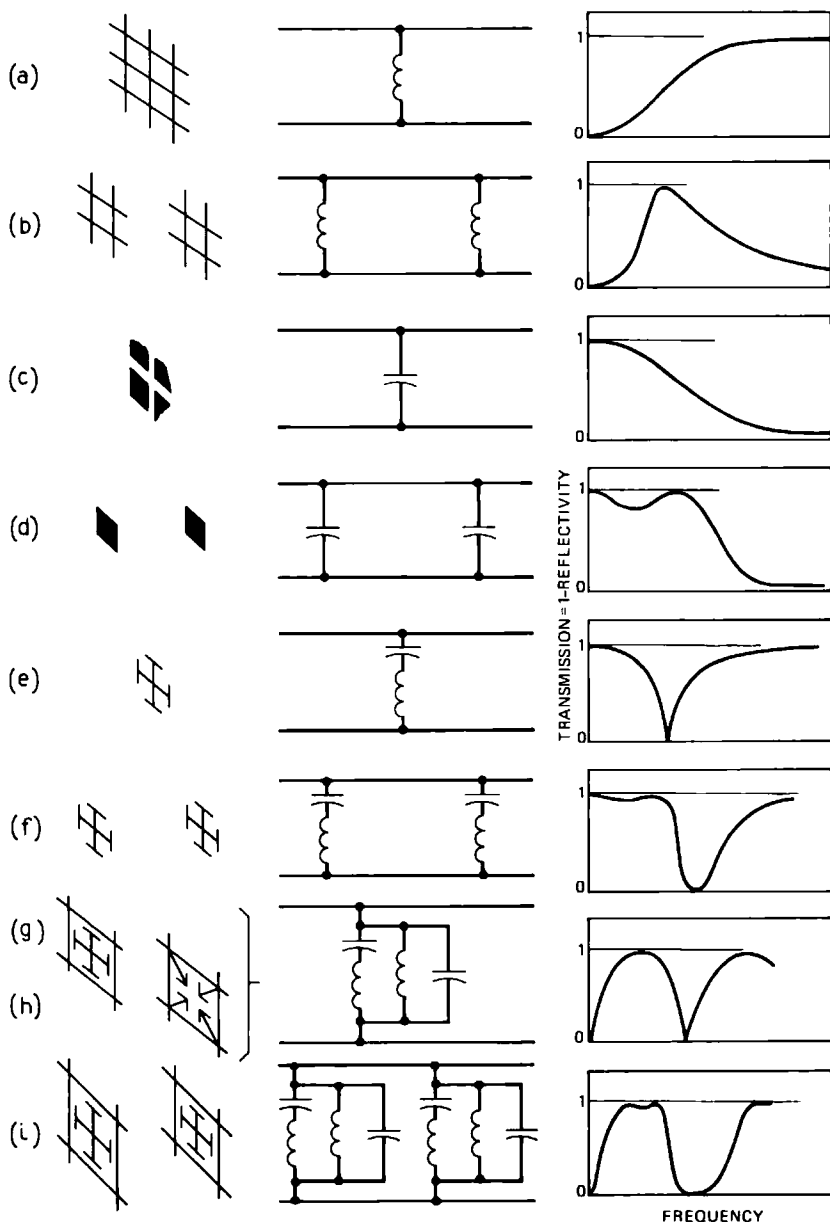 (a)
1
0
(b)
1
0
(c)
1
0
(d)
1
0
(e)
1
0
TRANSMISSION = 1-REFLECTIVITY
(f)
1
0
(g)
1
(h)
0
(i)
1
0
FREQUENCY